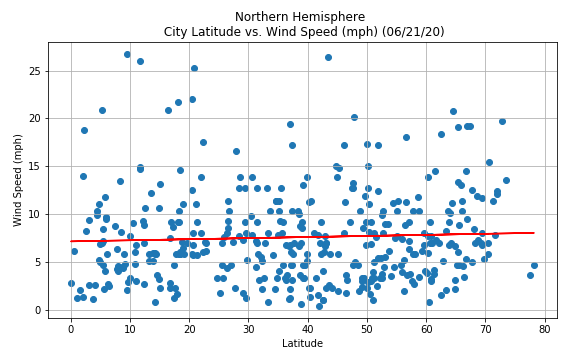 Northern Hemisphere
City Latitude vs. Wind Speed (mph) (06/21/20)
Wind Speed (mph)
25
20
15
10
5
0
0 10 20 30 40 50 60 70 80
Latitude